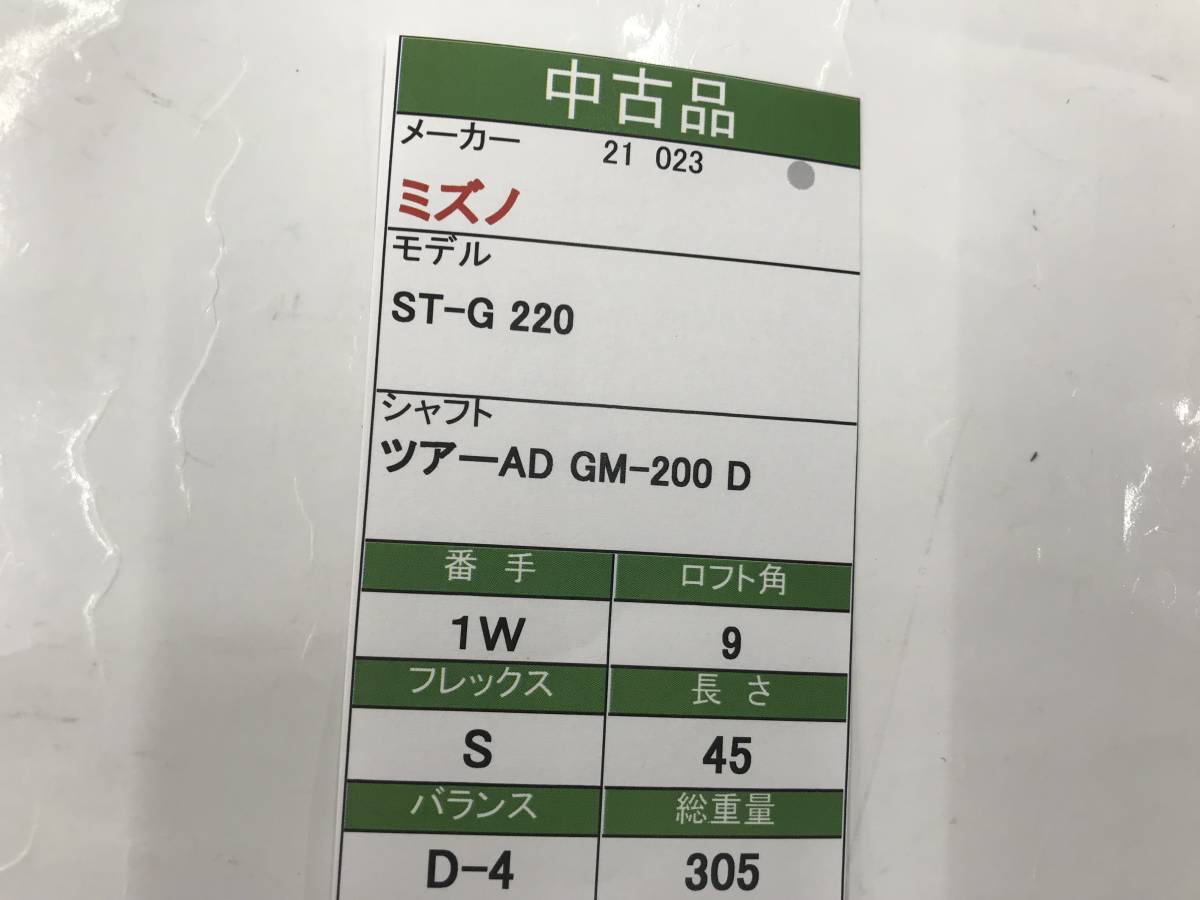 中古品
メーカー 21 023
ミズノ
モデル
ST-G 220
シャフト
ツアーAD GM-200 D
番手 ロフト角
1W 9
フレックス 長さ
S 45
バランス 総重量
D-4 305